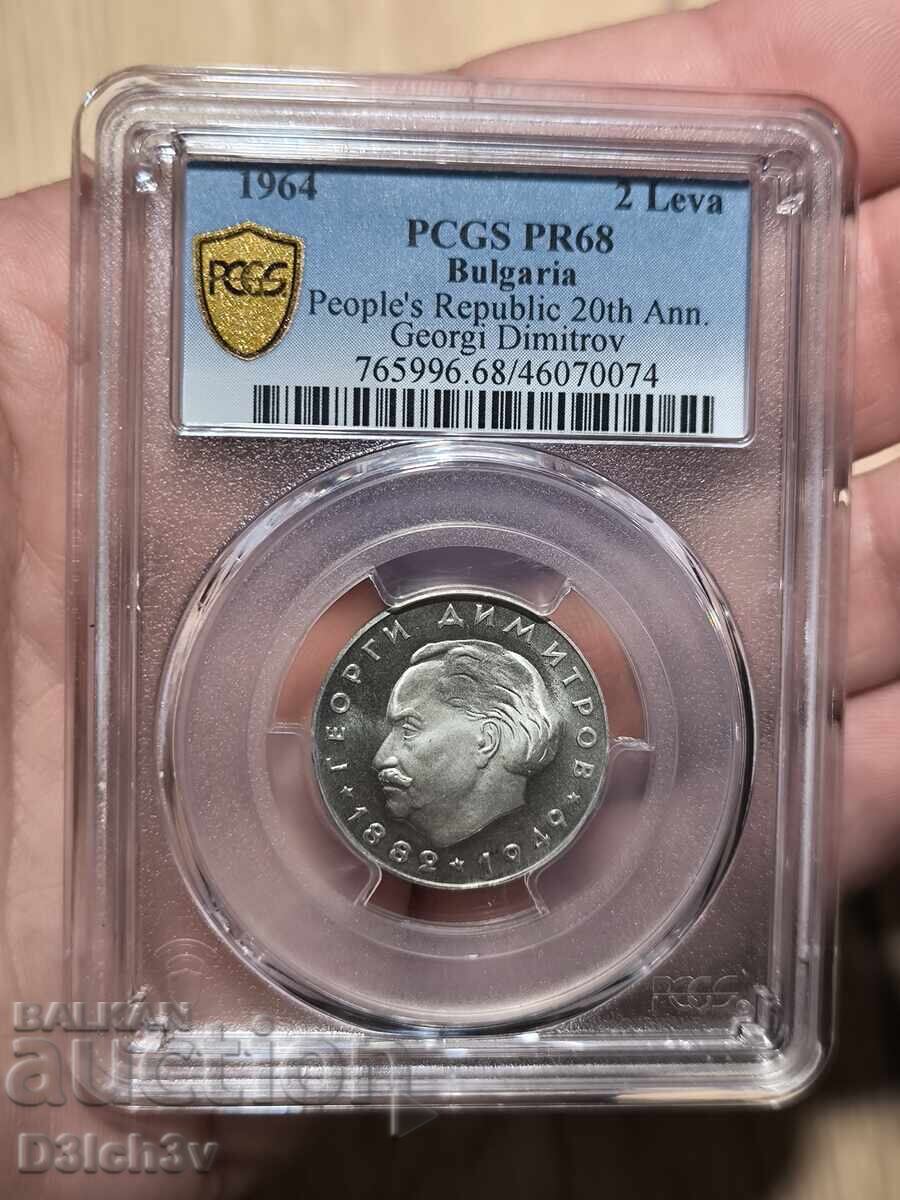 1964 2 Leva
PCGS PR68
Bulgaria
People's Republic 20th Ann.
Georgi Dimitrov
765996.68/46070074
PCGS
ГЕОРГИ ДИМИТРОВ
★ 1882 ★ 1949 ★
PCGS
BALKAN
auction
D3lch3v